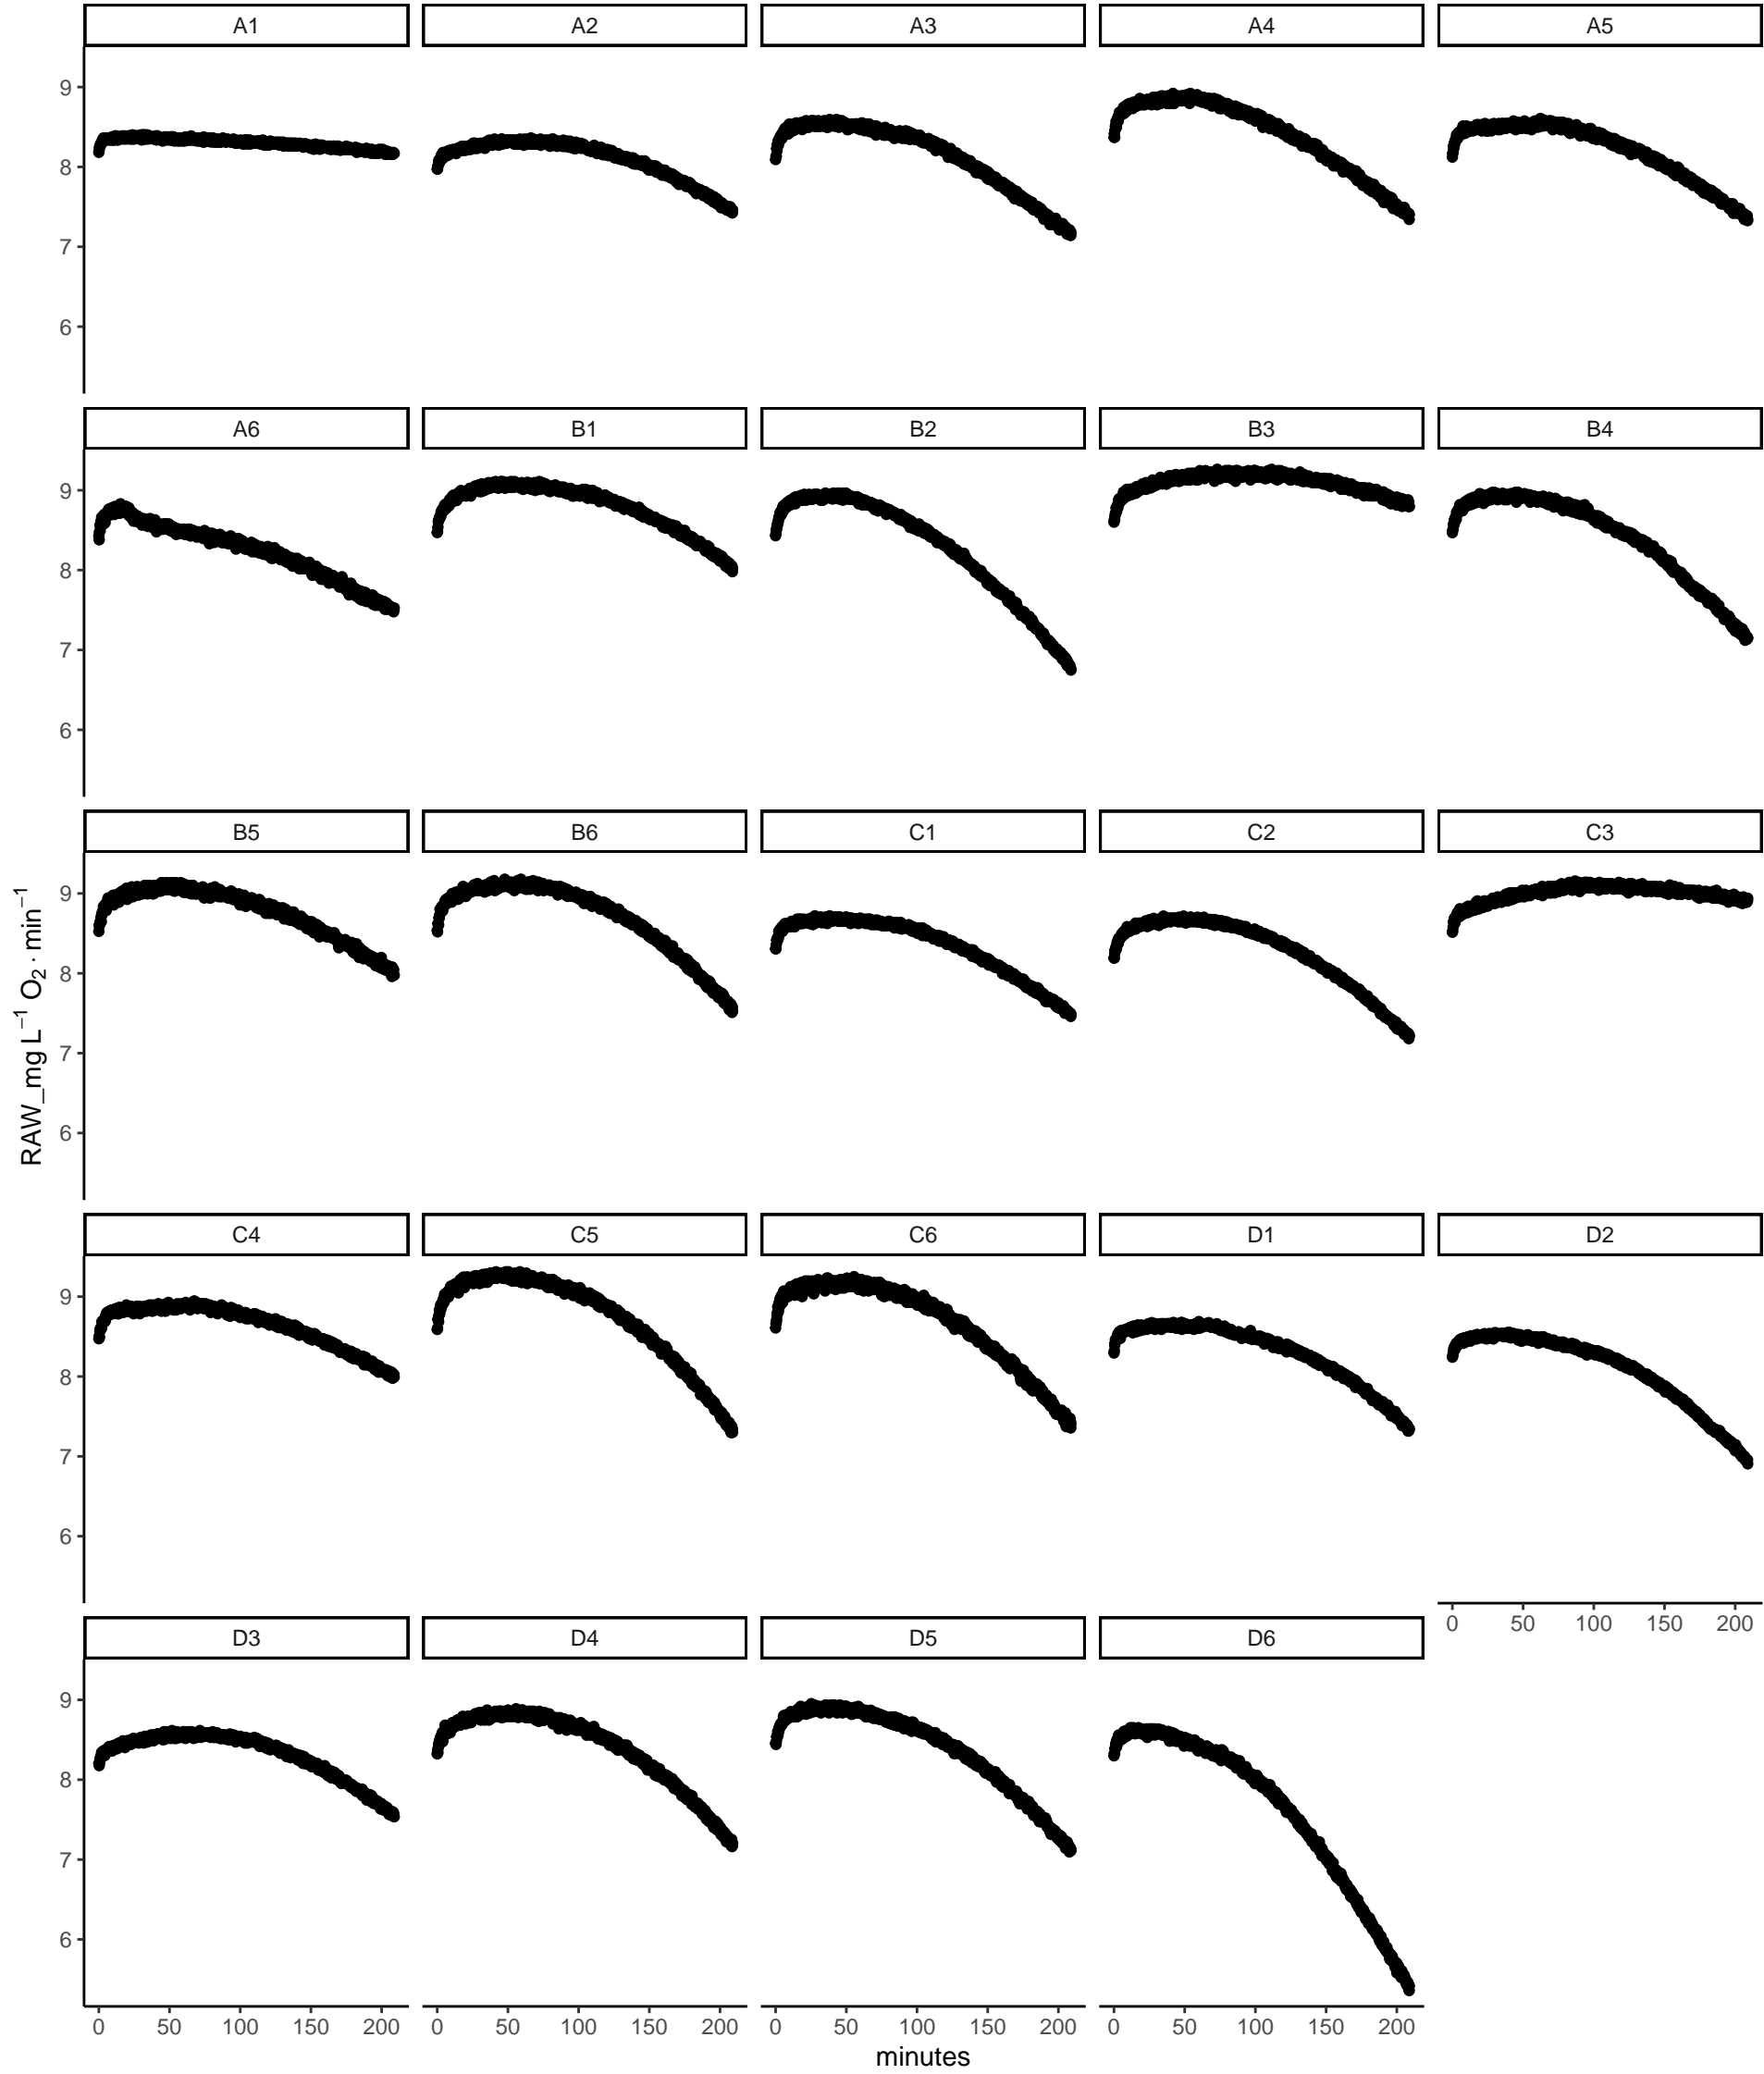 A1 A2 A3 A4 A5
9
8
7
6
A6 B1 B2 B3 B4
9
8
7
6
B5 B6 C1 C2 C3
9
8
7
6
RAW_mg L⁻¹ O₂ · min⁻¹
C4 C5 C6 D1 D2
9
8
7
6
0 50 100 150 200
D3 D4 D5 D6
9
8
7
6
0 50 100 150 200 0 50 100 150 200 0 50 100 150 200 0 50 100 150 200
minutes